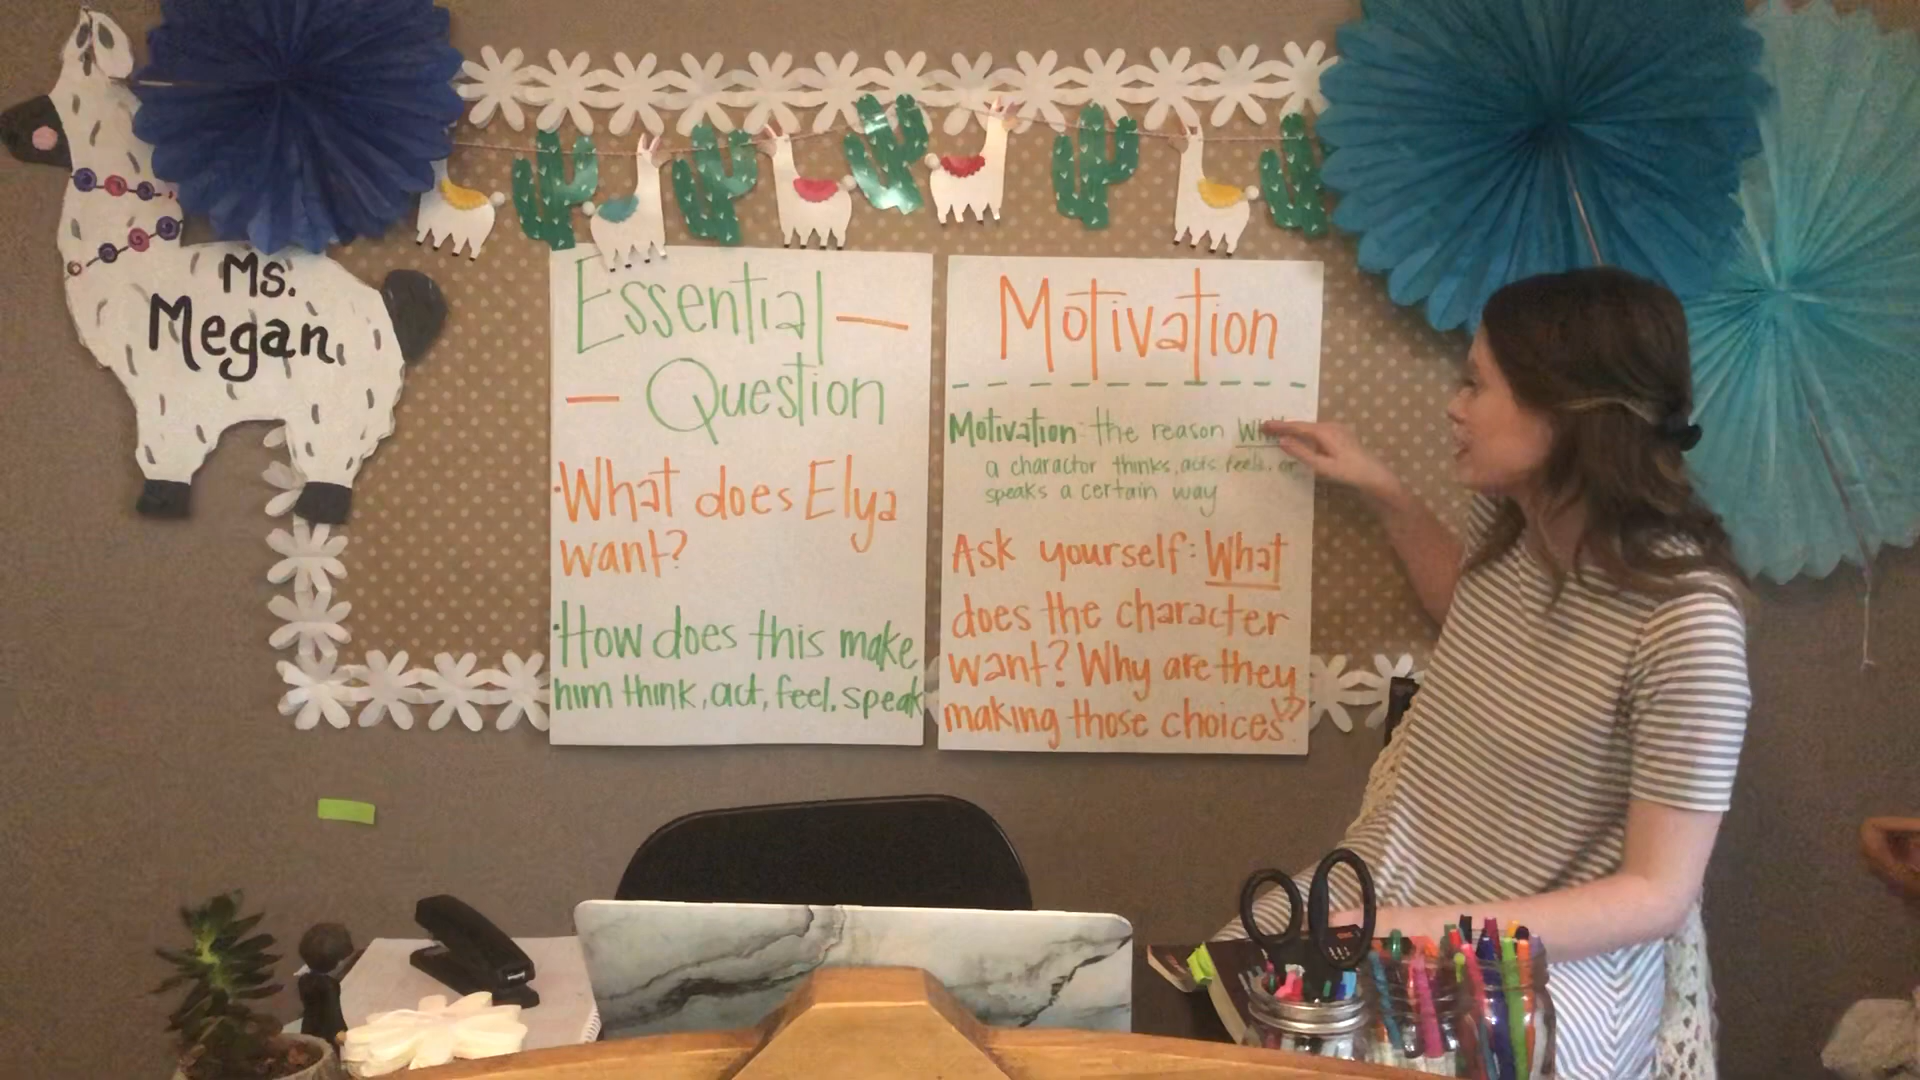 Ms.
Megan
Essential —
— Question
·What does Elya
want?
·How does this make
him think, act, feel, speak
Motivation
Motivation: the reason
a charactor thinks, acts, feels, or
speaks a certain way
Ask yourself: What
does the character
want? Why are they
making those choices?